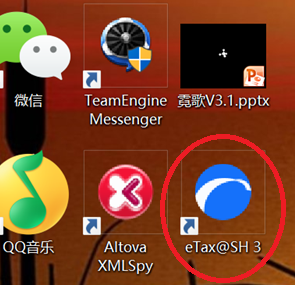 微信
TeamEngine
Messenger
霓歌V3.1.pptx
QQ音乐
Altova
XMLSpy
eTax@SH 3